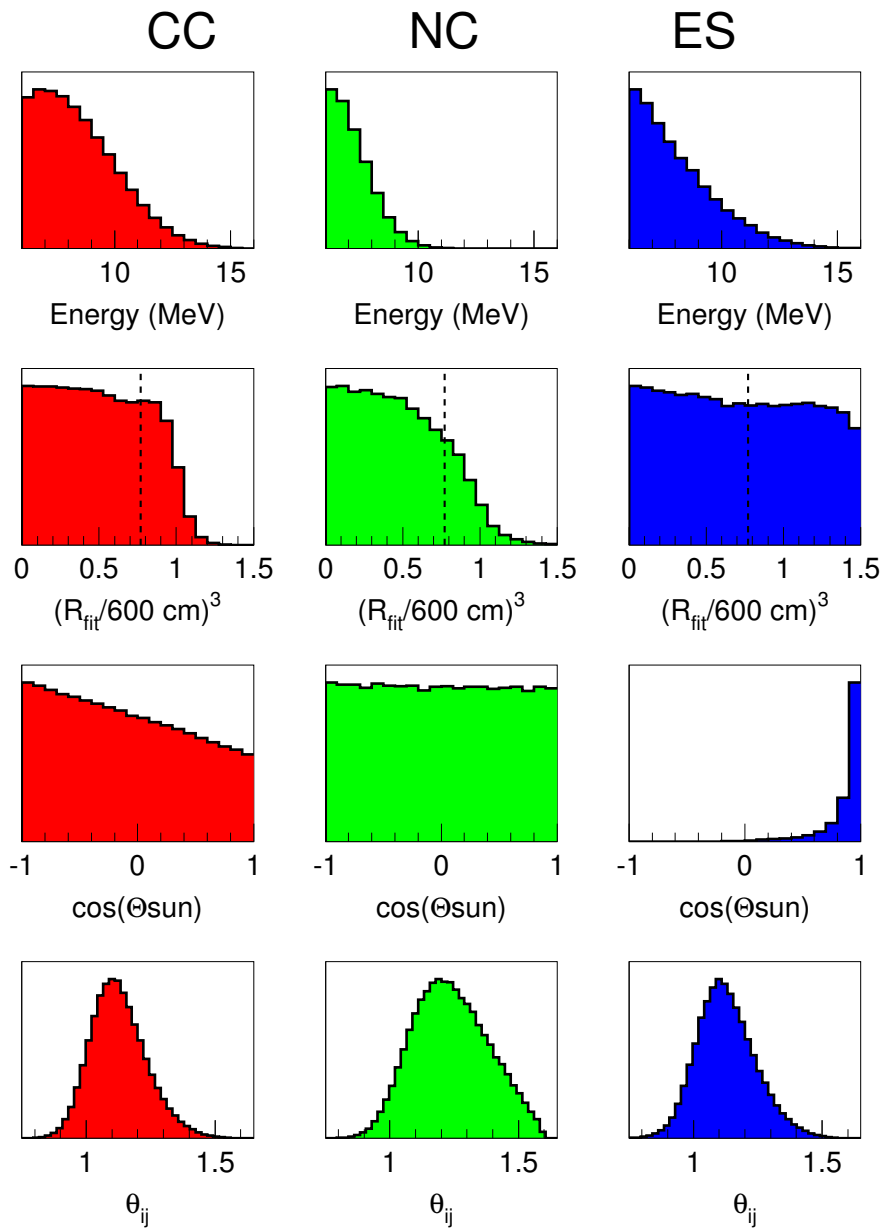 CC NC ES
10 15 10 15 10 15
Energy (MeV) Energy (MeV) Energy (MeV)
0 0.5 1 1.5 0 0.5 1 1.5 0 0.5 1 1.5
(R_fit/600 cm)^3 (R_fit/600 cm)^3 (R_fit/600 cm)^3
-1 0 1 -1 0 1 -1 0 1
cos(Θsun) cos(Θsun) cos(Θsun)
1 1.5 1 1.5 1 1.5
θ_ij θ_ij θ_ij